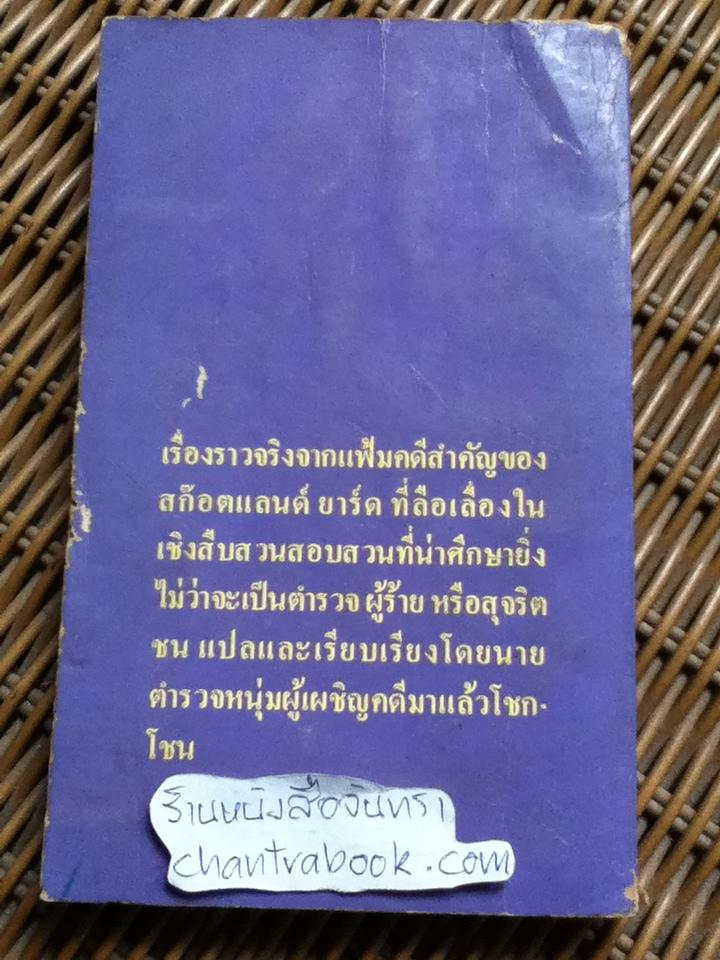 เรื่องราวจริงจากแฟ้มคดีสำคัญของ
สก๊อตแลนด์ ยาร์ด ที่ลือเลื่องใน
เชิงสืบสวนสอบสวนที่น่าศึกษายิ่ง
ไม่ว่าจะเป็นตำรวจ ผู้ร้าย หรือสุจริต
ชน แปลและเรียบเรียงโดยนาย
ตำรวจหนุ่มผู้เผชิญคดีมาแล้วโชก-
โชน
ร้านหนังสือจันทรา
chantrabook.com